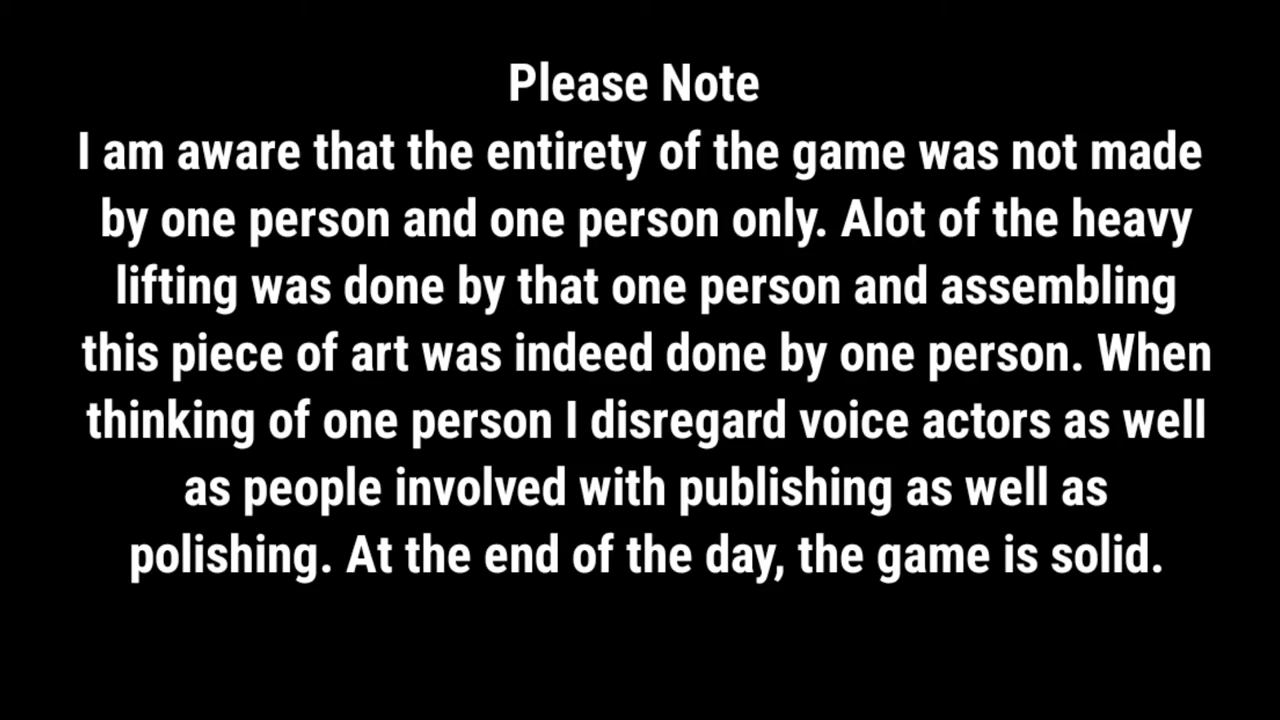 Please Note
I am aware that the entirety of the game was not made
by one person and one person only. Alot of the heavy
lifting was done by that one person and assembling
this piece of art was indeed done by one person. When
thinking of one person I disregard voice actors as well
as people involved with publishing as well as
polishing. At the end of the day, the game is solid.